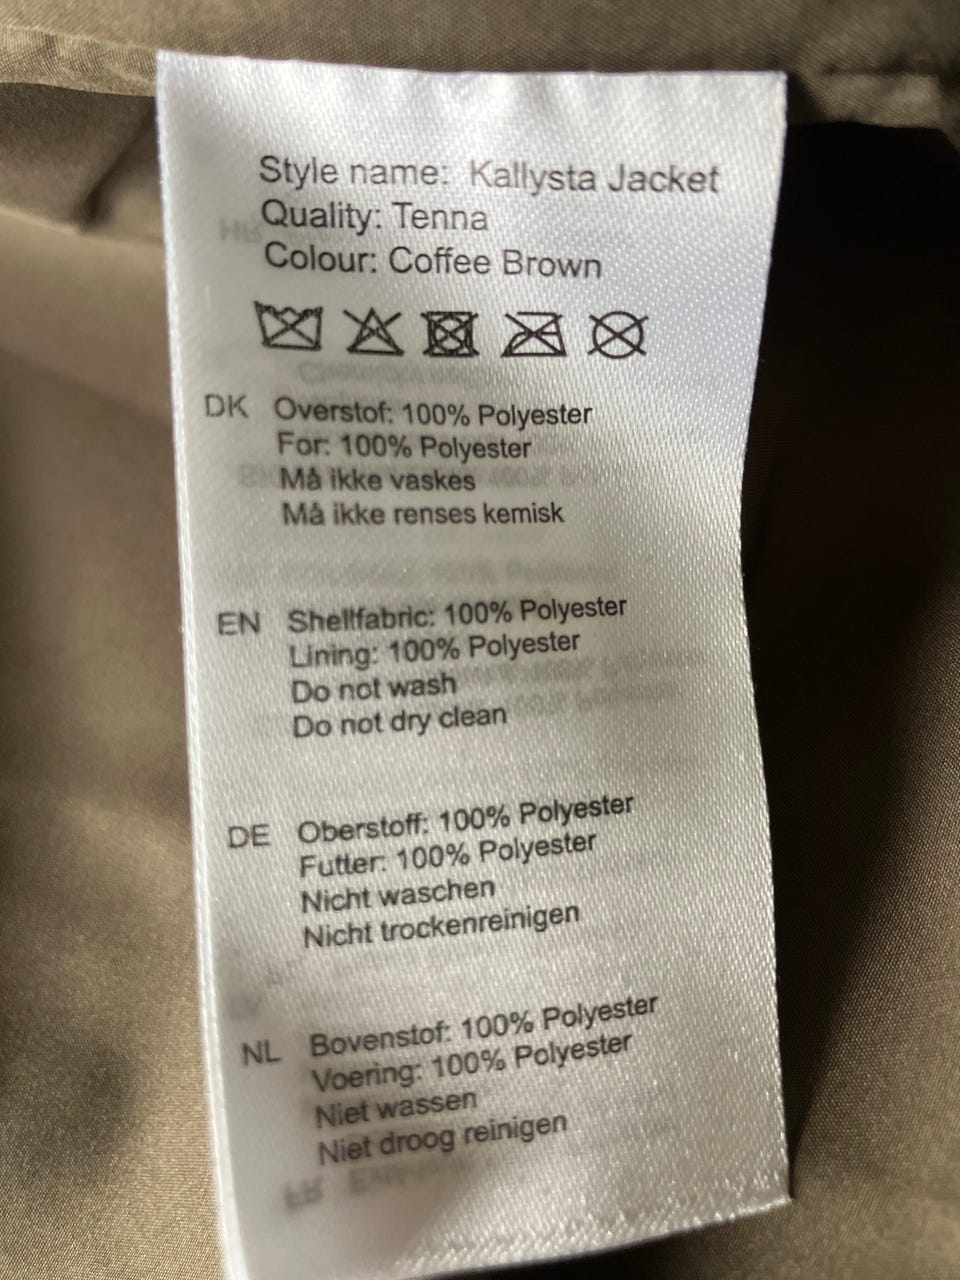 Style name: Kallysta Jacket
Quality: Tenna
Colour: Coffee Brown
DK Overstof: 100% Polyester
For: 100% Polyester
Må ikke vaskes
Må ikke renses kemisk
EN Shellfabric: 100% Polyester
Lining: 100% Polyester
Do not wash
Do not dry clean
DE Oberstoff: 100% Polyester
Futter: 100% Polyester
Nicht waschen
Nicht trockenreinigen
NL Bovenstof: 100% Polyester
Voering: 100% Polyester
Niet wassen
Niet droog reinigen